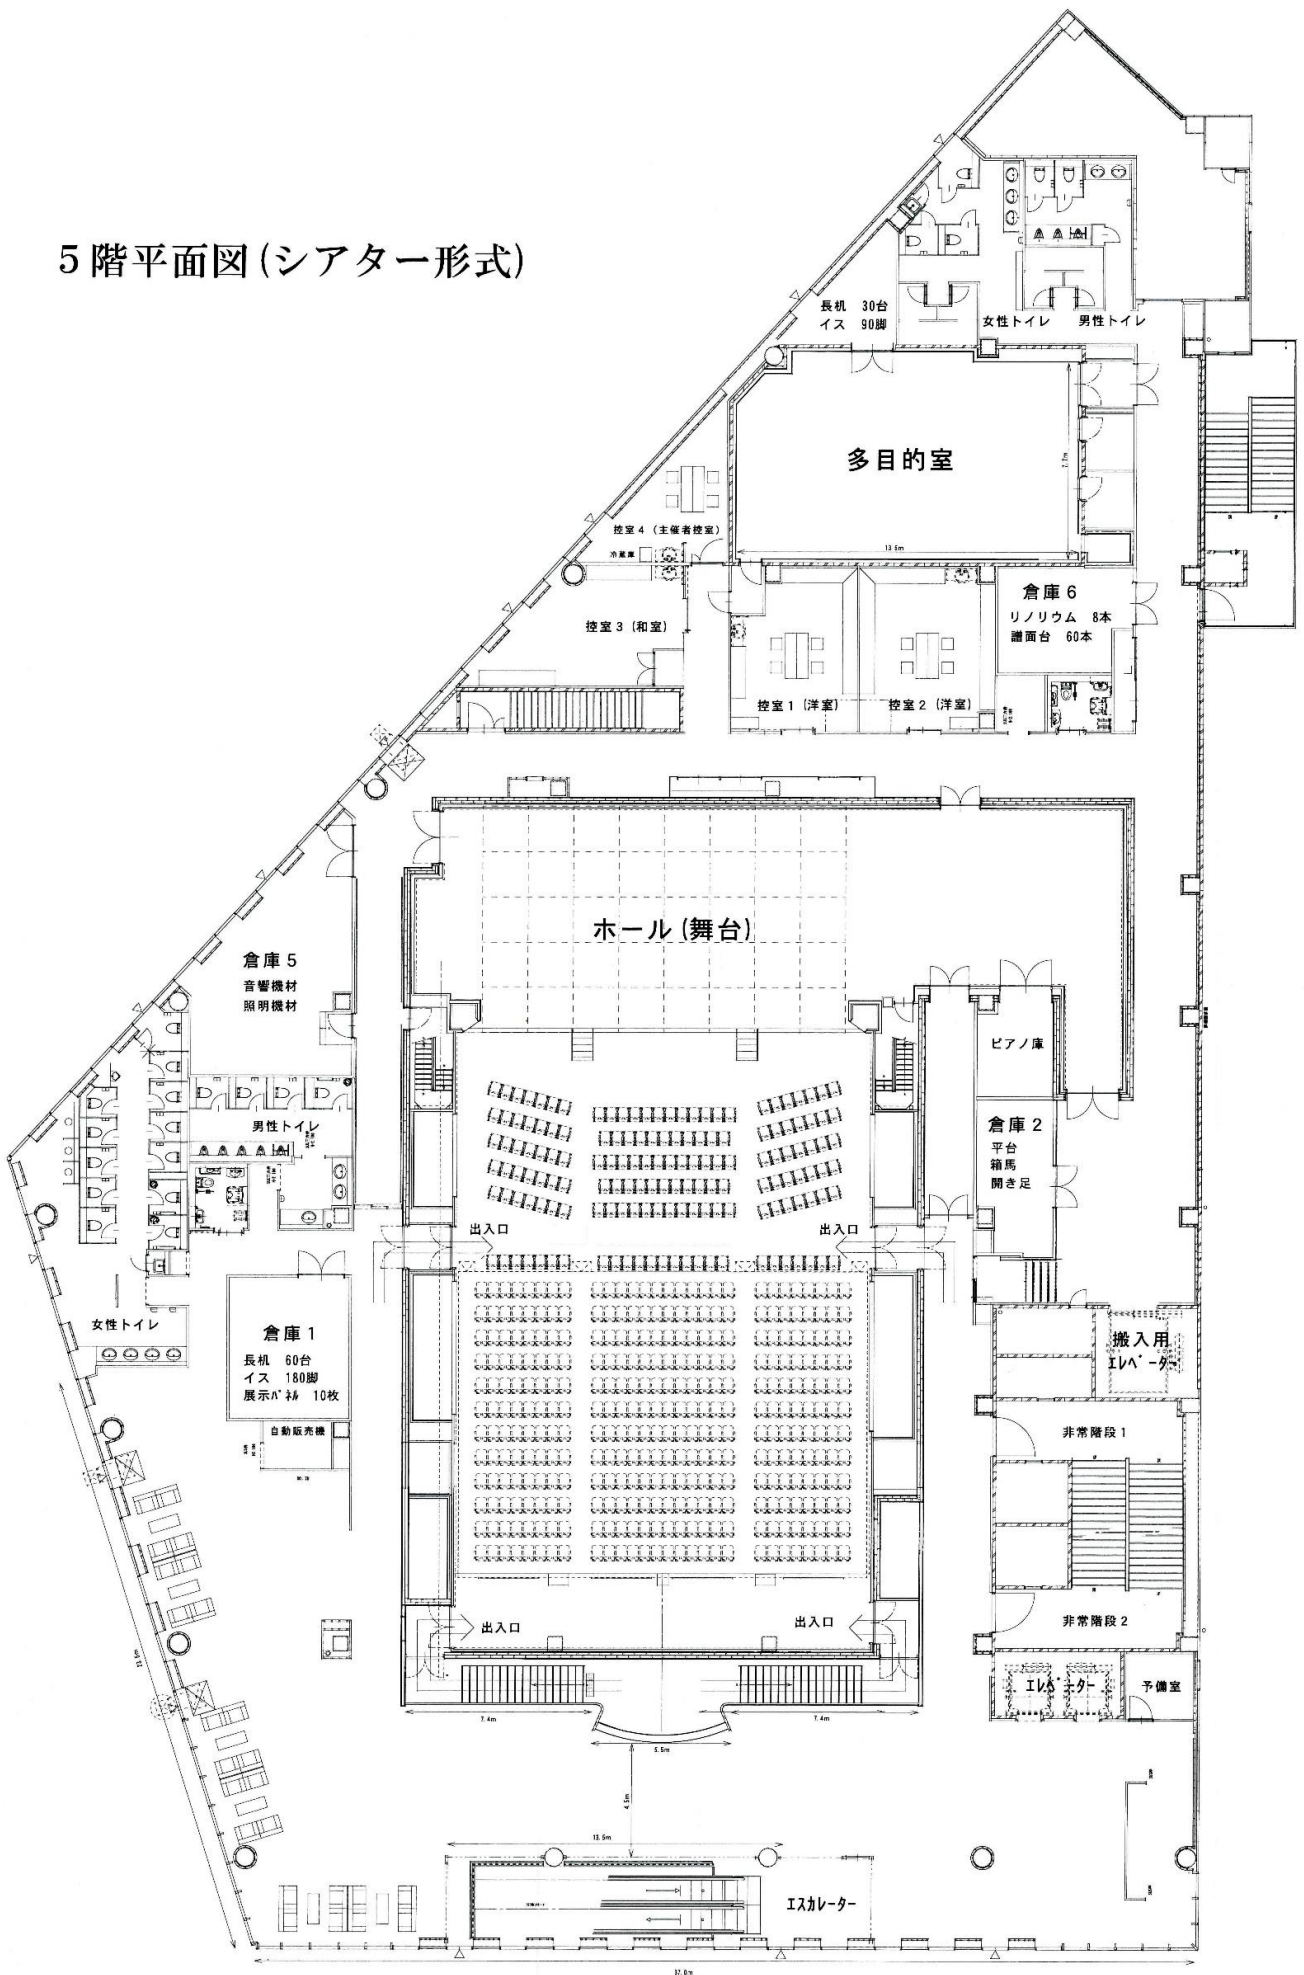 5階平面図(シアター形式)
長机 30台
イス 90脚
女性トイレ
男性トイレ
多目的室
7.7m
13.6m
控室4 (主催者控室)
冷蔵庫
控室3 (和室)
控室1 (洋室)
控室2 (洋室)
倉庫6
リノリウム 8本
譜面台 60本
ホール(舞台)
倉庫5
音響機材
照明機材
ピアノ庫
男性トイレ
倉庫2
平台
箱馬
開き足
出入口
出入口
女性トイレ
倉庫1
長机 60台
イス 180脚
展示パネル 10枚
自動販売機
搬入用
エレベーター
非常階段1
非常階段2
出入口
出入口
エレベーター
予備室
7.4m
7.4m
5.5m
4.5m
13.5m
エスカレーター